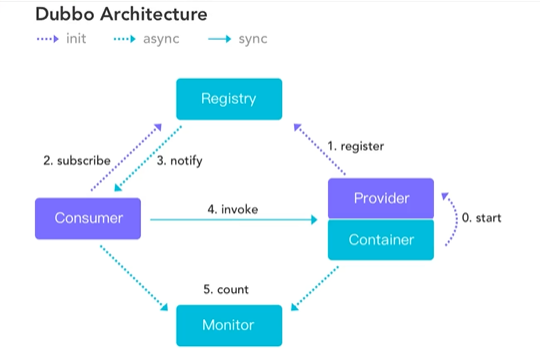 Dubbo Architecture
init async sync
Registry
1. register
2. subscribe 3. notify
Provider
Consumer 4. invoke 0. start
Container
5. count
Monitor